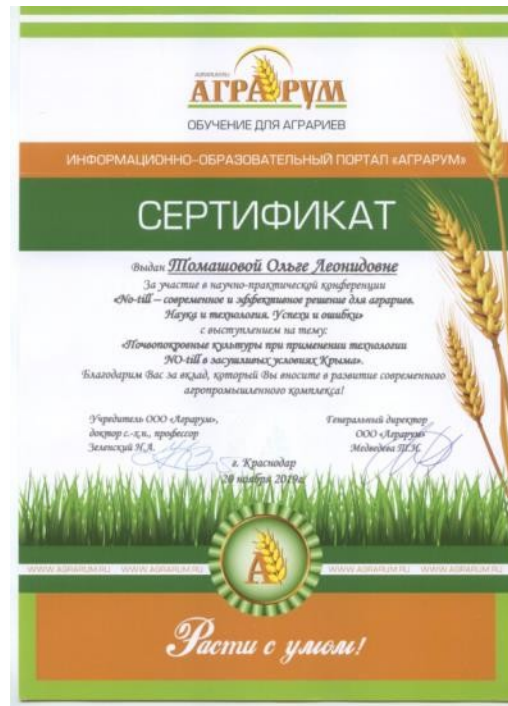 AGRARUM.RU
АГРАРУМ
ОБУЧЕНИЕ ДЛЯ АГРАРИЕВ
ИНФОРМАЦИОННО-ОБРАЗОВАТЕЛЬНЫЙ ПОРТАЛ «АГРАРУМ»
СЕРТИФИКАТ
Выдан Томашовой Ольге Леонидовне
За участие в научно-практической конференции
«No-till – современное и эффективное решение для аграриев.
Наука и технология. Успехи и ошибки»
с выступлением на тему:
«Почвопокровные культуры при применении технологии
NO-till в засушливых условиях Крыма».
Благодарим Вас за вклад, который Вы вносите в развитие современного
агропромышленного комплекса!
Учредитель ООО «Аграрум»,
доктор с.-х.н., профессор
Зеленский Н.А.
Генеральный директор
ООО «Аграрум»
Медведева Т.М.
г. Краснодар
20 ноября 2019г.
WWW.AGRARUM.RU WWW.AGRARUM.RU WWW.AGRARUM.RU WWW.AGRARUM.RU
А
Расти с умом!